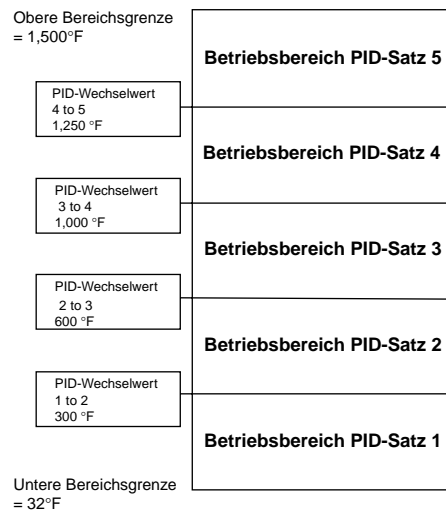 Obere Bereichsgrenze
= 1,500°F
Betriebsbereich PID-Satz 5
PID-Wechselwert
4 to 5
1,250 °F
Betriebsbereich PID-Satz 4
PID-Wechselwert
3 to 4
1,000 °F
Betriebsbereich PID-Satz 3
PID-Wechselwert
2 to 3
600 °F
Betriebsbereich PID-Satz 2
PID-Wechselwert
1 to 2
300 °F
Betriebsbereich PID-Satz 1
Untere Bereichsgrenze
= 32°F